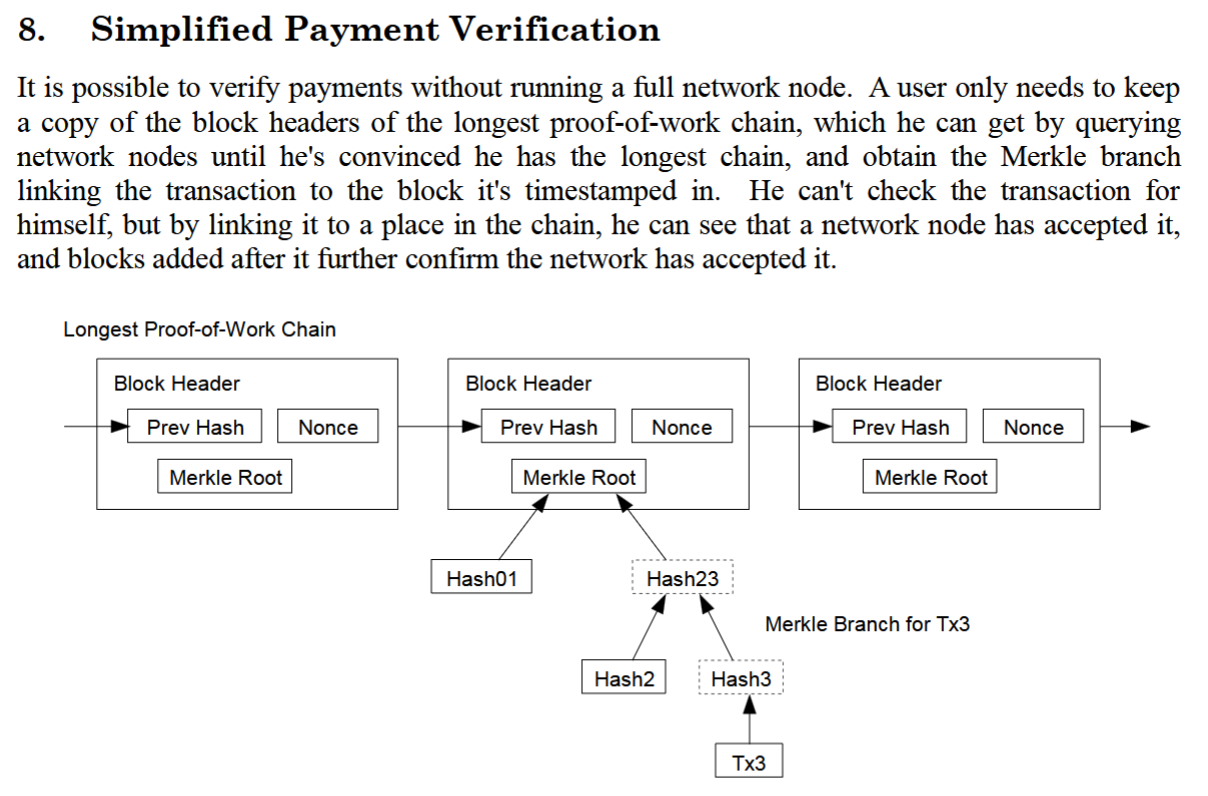 8. Simplified Payment Verification
It is possible to verify payments without running a full network node. A user only needs to keep
a copy of the block headers of the longest proof-of-work chain, which he can get by querying
network nodes until he's convinced he has the longest chain, and obtain the Merkle branch
linking the transaction to the block it's timestamped in. He can't check the transaction for
himself, but by linking it to a place in the chain, he can see that a network node has accepted it,
and blocks added after it further confirm the network has accepted it.
Longest Proof-of-Work Chain
Block Header Block Header Block Header
Prev Hash Nonce Prev Hash Nonce Prev Hash Nonce
Merkle Root Merkle Root Merkle Root
Hash01 Hash23
Merkle Branch for Tx3
Hash2 Hash3
Tx3